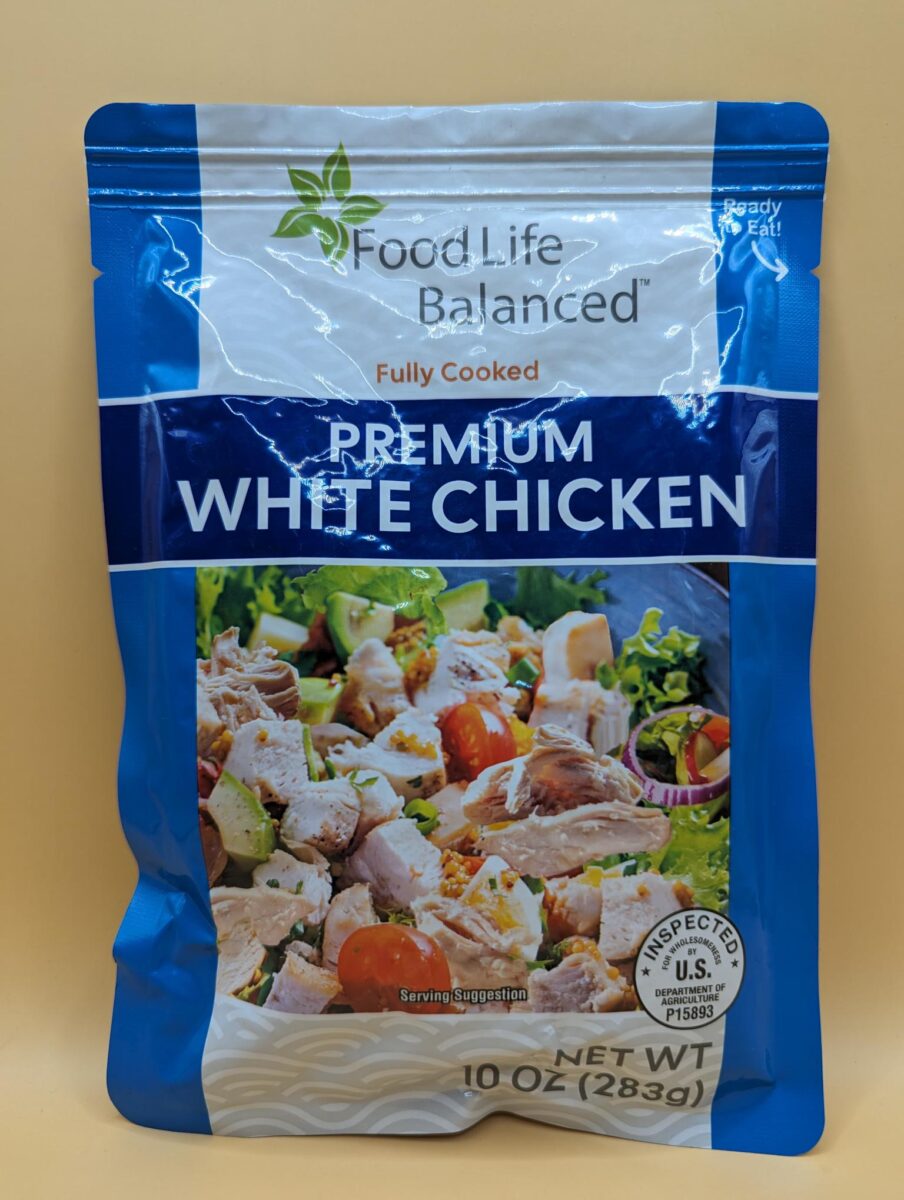 Ready
to Eat!
Food Life
Balanced™
Fully Cooked
PREMIUM
WHITE CHICKEN
Serving Suggestion
INSPECTED
FOR WHOLESOMENESS
BY
U.S.
DEPARTMENT OF
AGRICULTURE
P15893
NET WT
10 OZ (283g)